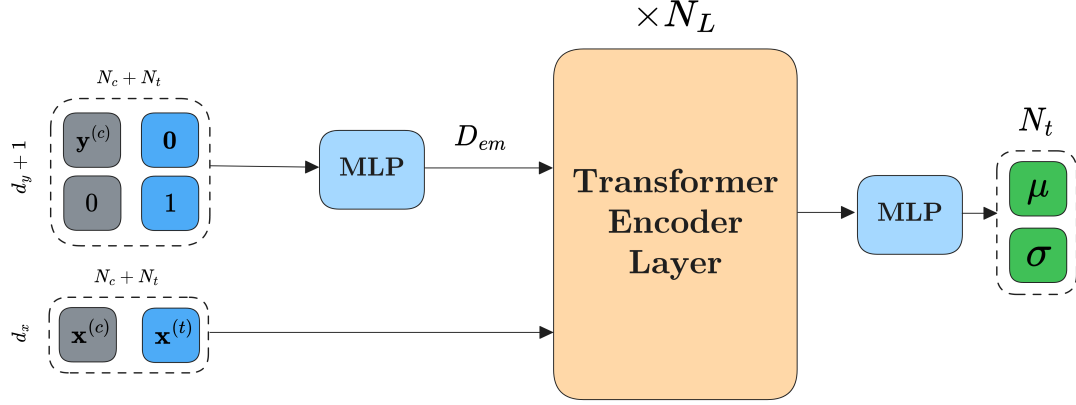 ×N_L
N_c + N_t
d_y + 1
y^(c) 0
0 1
MLP
D_em
Transformer
Encoder
Layer
MLP
N_t
μ
σ
N_c + N_t
d_x
x^(c) x^(t)